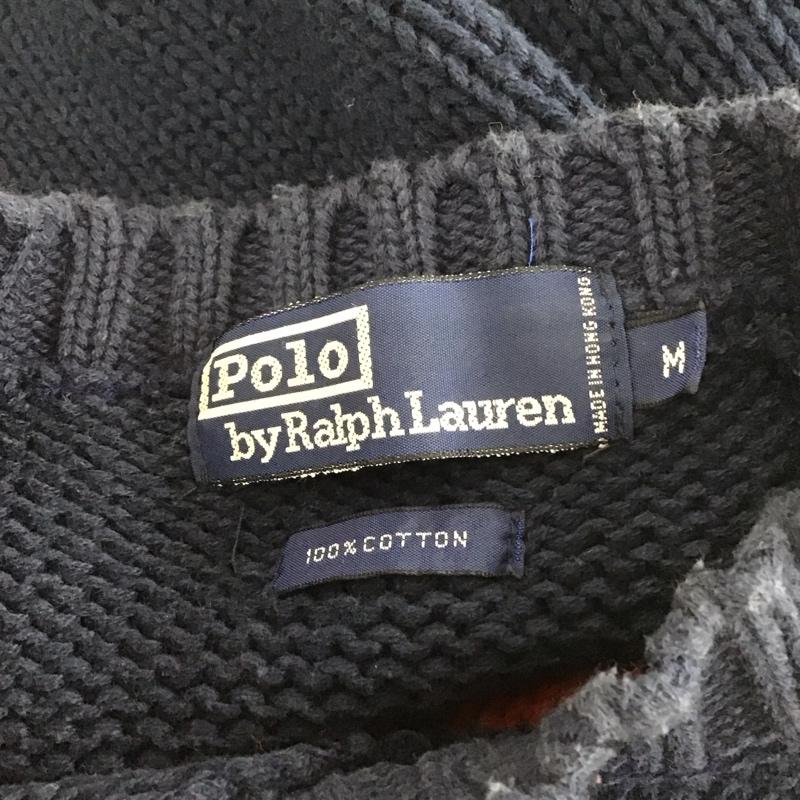 Polo
by Ralph Lauren
MADE IN HONG KONG
M
100% COTTON